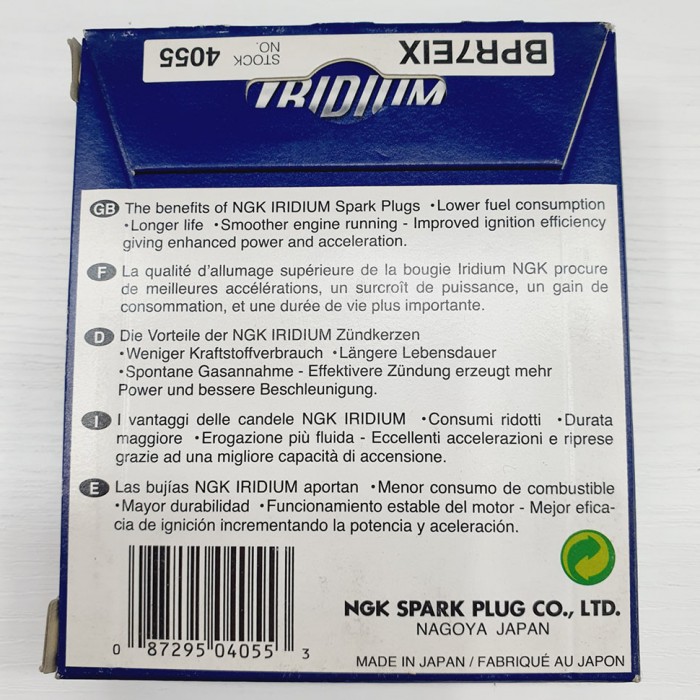 BPR7EIX STOCK NO. 4055
IRIDIUM
GB The benefits of NGK IRIDIUM Spark Plugs •Lower fuel consumption
•Longer life •Smoother engine running - Improved ignition efficiency
giving enhanced power and acceleration.
F La qualité d'allumage supérieure de la bougie Iridium NGK procure
de meilleures accélérations, un surcroît de puissance, un gain de
consommation, et une durée de vie plus importante.
D Die Vorteile der NGK IRIDIUM Zündkerzen
•Weniger Kraftstoffverbrauch •Längere Lebensdauer
•Spontane Gasannahme - Effektivere Zündung erzeugt mehr
Power und bessere Beschleunigung.
I I vantaggi delle candele NGK IRIDIUM •Consumi ridotti •Durata
maggiore •Erogazione più fluida - Eccellenti accelerazioni e riprese
grazie ad una migliore capacità di accensione.
E Las bujías NGK IRIDIUM aportan •Menor consumo de combustible
•Mayor durabilidad •Funcionamiento estable del motor - Mejor efica-
cia de ignición incrementando la potencia y aceleración.
0 87295 04055 3
NGK SPARK PLUG CO., LTD.
NAGOYA JAPAN
MADE IN JAPAN / FABRIQUÉ AU JAPON